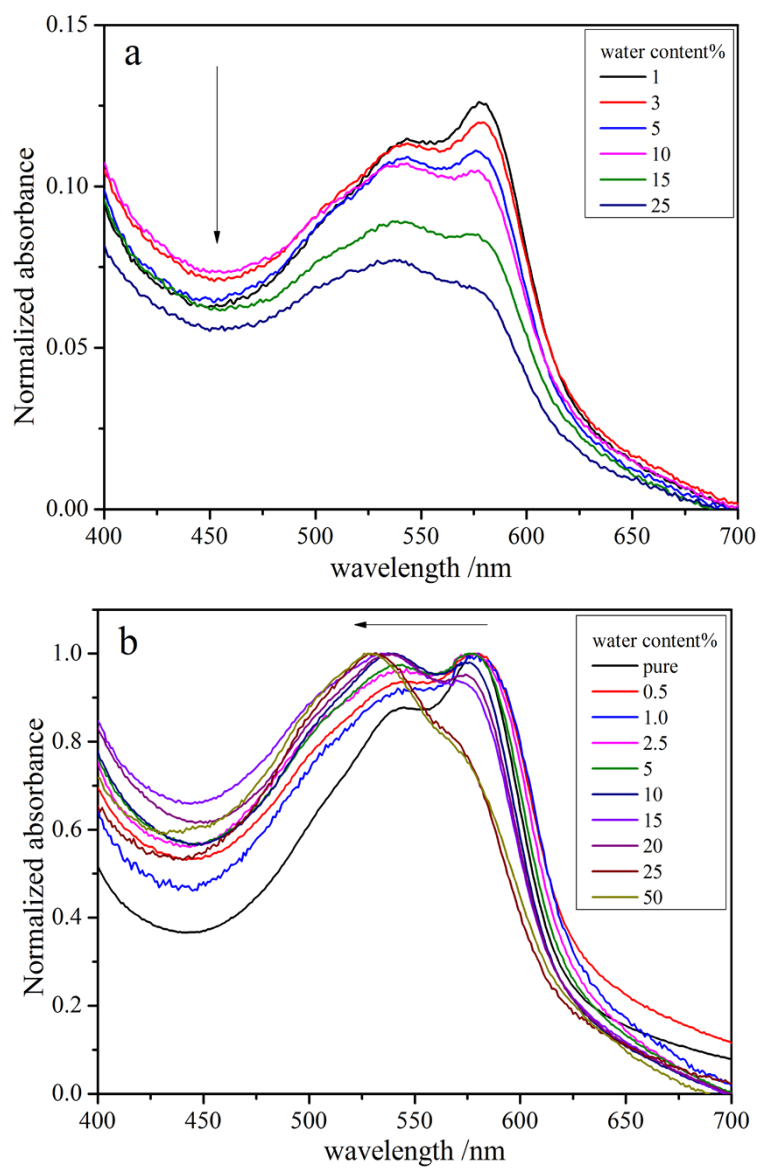 a
Normalized absorbance
0.15
0.10
0.05
0.00
water content%
1
3
5
10
15
25
400 450 500 550 600 650 700
wavelength /nm
b
Normalized absorbance
1.0
0.8
0.6
0.4
0.2
0.0
water content%
pure
0.5
1.0
2.5
5
10
15
20
25
50
400 450 500 550 600 650 700
wavelength /nm